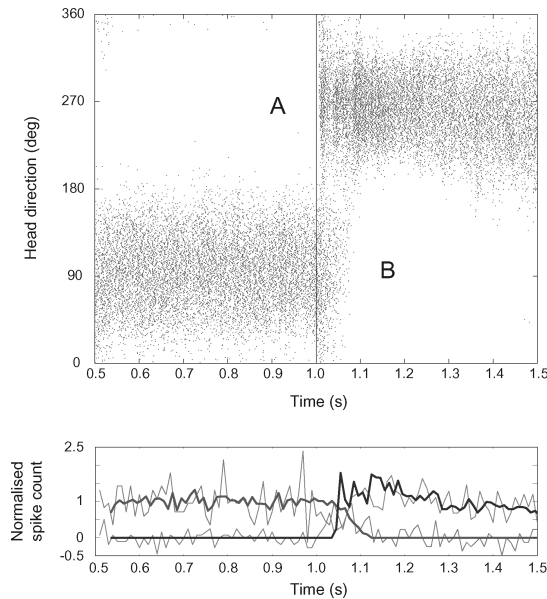 360
270
180
90
0
Head direction (deg)
A
B
0.5 0.6 0.7 0.8 0.9 1.0 1.1 1.2 1.3 1.4 1.5
Time (s)
2.5
1
0
-0.5
Normalised
spike count
0.5 0.6 0.7 0.8 0.9 1.0 1.1 1.2 1.3 1.4 1.5
Time (s)